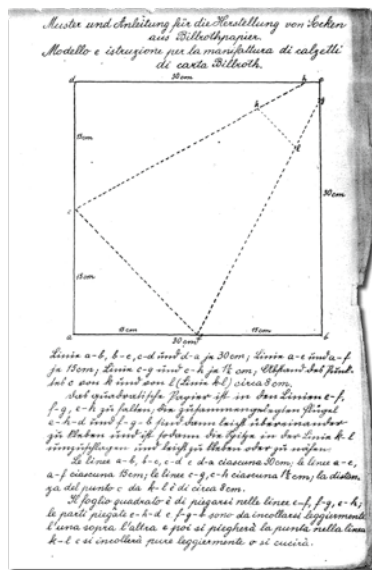 Muster und Anleitung für die Herstellung von Socken
aus Billrothpapier.
Modello e istruzione per la manifattura di calzetti
di carta Billroth.
30 cm
d
h
c
k
g
15 cm
l
30 cm
e
15 cm
a
15 cm
f
15 cm
b
30 cm
Linie a-b, b-c, c-d und d-a je 30 cm; Linie a-e und a-f
je 15 cm; Linie c-g und c-h je 1½ cm; Abstand des Punk-
tes c von k und von l (Linie k-l) circa 8 cm.
Das quadratische Papier ist in den Linien e-f,
f-g, e-h zu falten, die zusammengelegten Flügel
e-h-d und f-g-b sind dann leicht übereinander
zu kleben und ist sodann die Spitze in der Linie k-l
umzuschlagen und leicht zu kleben oder zu nähen.
Le linee a-b, b-c, c-d e d-a ciascuna 30 cm; le linee a-e,
a-f ciascuna 15 cm; le linee c-g, c-h ciascuna 1½ cm; la distan-
za del punto c da k-l è di circa 8 cm.
Il foglio quadrato è di piegarsi nelle linee e-f, f-g, e-h;
le parti piegate e-h-d e f-g-b sono da incollarsi leggiermente
l'una sopra l'altra e poi si piegherà la punta nella linea
k-l e si incollerà pure leggiermente o si cucirà.